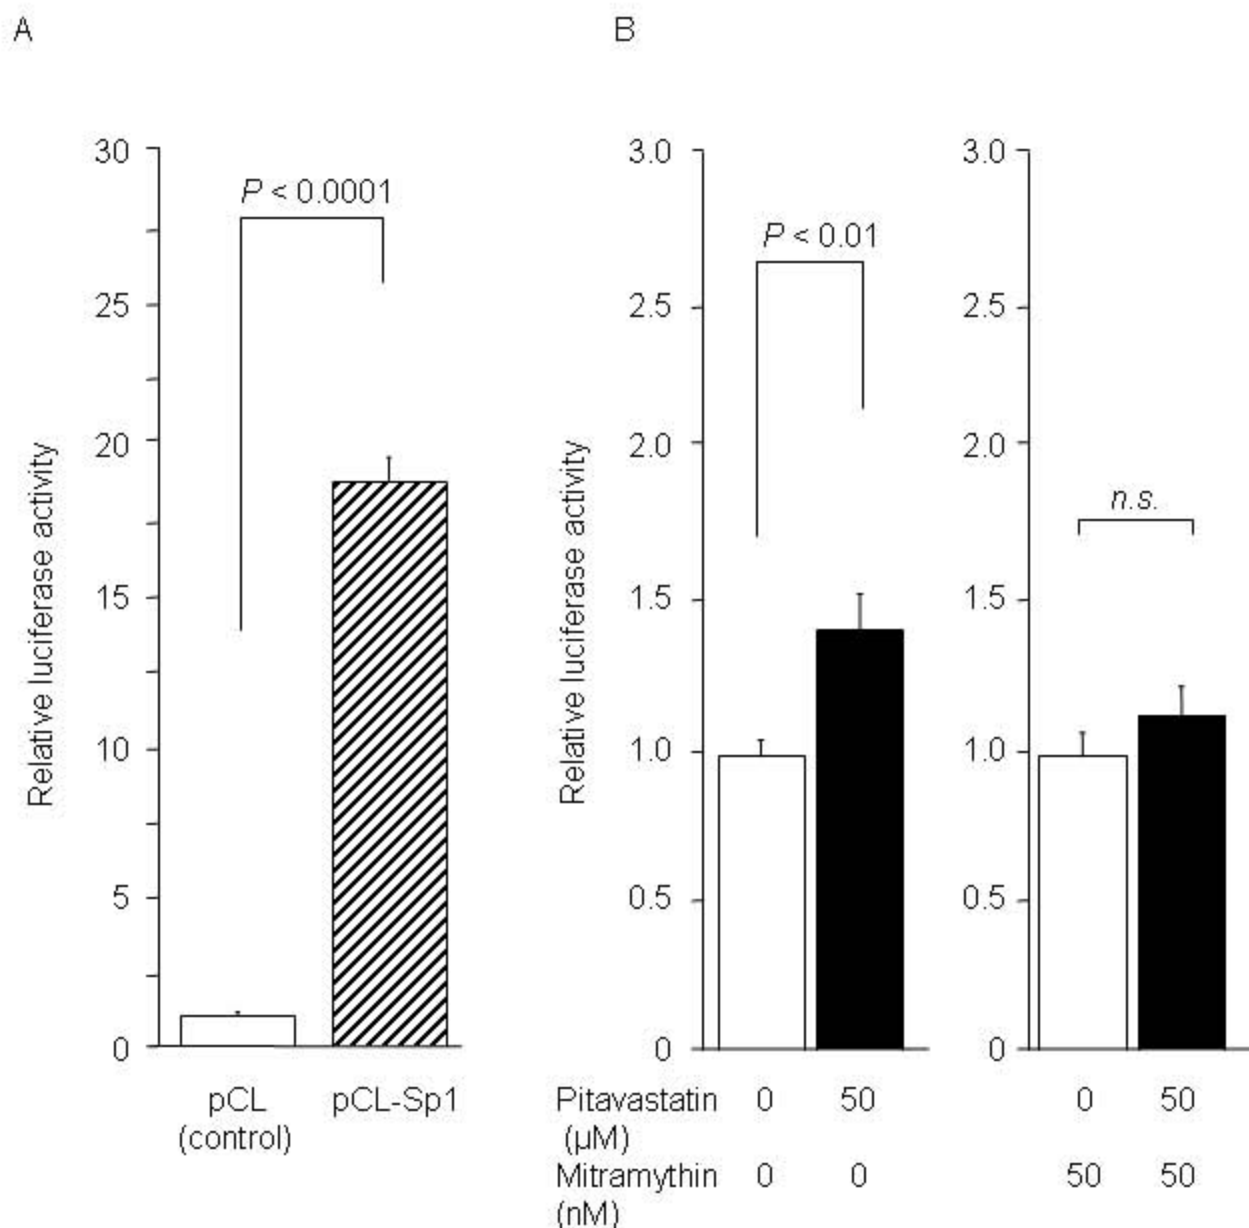 A
B
30
25
20
15
10
5
0
Relative luciferase activity
P < 0.0001
pCL
(control)
pCL-Sp1
3.0
2.5
2.0
1.5
1.0
0.5
0
Relative luciferase activity
P < 0.01
3.0
2.5
2.0
1.5
1.0
0.5
0
n.s.
Pitavastatin 0 50 0 50
(µM)
Mitramythin 0 0 50 50
(nM)